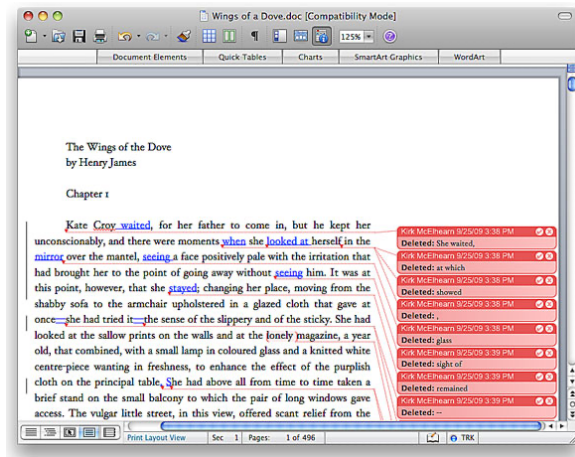 Wings of a Dove.doc [Compatibility Mode]
125%
Document Elements Quick Tables Charts SmartArt Graphics WordArt
The Wings of the Dove
by Henry James
Chapter 1
Kate Croy waited, for her father to come in, but he kept her
unconscionably, and there were moments when she looked at herself in the
mirror over the mantel, seeing a face positively pale with the irritation that
had brought her to the point of going away without seeing him. It was at
this point, however, that she stayed; changing her place, moving from the
shabby sofa to the armchair upholstered in a glazed cloth that gave at
once—she had tried it—the sense of the slippery and of the sticky. She had
looked at the sallow prints on the walls and at the lonely magazine, a year
old, that combined, with a small lamp in coloured glass and a knitted white
centre-piece wanting in freshness, to enhance the effect of the purplish
cloth on the principal table. She had above all from time to time taken a
brief stand on the small balcony to which the pair of long windows gave
access. The vulgar little street, in this view, offered scant relief from the
Kirk McElhearn 9/25/09 3:38 PM
Deleted: She waited,
Kirk McElhearn 9/25/09 3:38 PM
Deleted: at which
Kirk McElhearn 9/25/09 3:38 PM
Deleted: showed
Kirk McElhearn 9/25/09 3:38 PM
Deleted: ,
Kirk McElhearn 9/25/09 3:38 PM
Deleted: glass
Kirk McElhearn 9/25/09 3:39 PM
Deleted: sight of
Kirk McElhearn 9/25/09 3:39 PM
Deleted: remained
Kirk McElhearn 9/25/09 3:39 PM
Deleted: --
Print Layout View Sec 1 Pages: 1 of 496 TRK